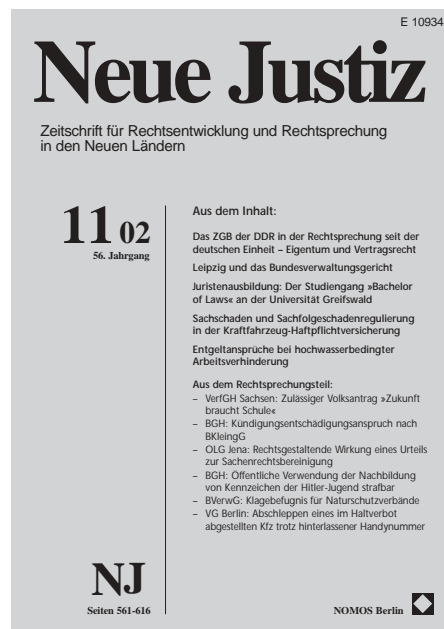 E 10934
Neue Justiz
Zeitschrift für Rechtsentwicklung und Rechtsprechung
in den Neuen Ländern
11 02
56. Jahrgang
Aus dem Inhalt:
Das ZGB der DDR in der Rechtsprechung seit der
deutschen Einheit – Eigentum und Vertragsrecht
Leipzig und das Bundesverwaltungsgericht
Juristenausbildung: Der Studiengang »Bachelor
of Laws« an der Universität Greifswald
Sachschaden und Sachfolgeschadenregulierung
in der Kraftfahrzeug-Haftpflichtversicherung
Entgeltansprüche bei hochwasserbedingter
Arbeitsverhinderung
Aus dem Rechtsprechungsteil:
– VerfGH Sachsen: Zulässiger Volksantrag »Zukunft
braucht Schule«
– BGH: Kündigungsentschädigungsanspruch nach
BKleingG
– OLG Jena: Rechtsgestaltende Wirkung eines Urteils
zur Sachenrechtsbereinigung
– BGH: Öffentliche Verwendung der Nachbildung
von Kennzeichen der Hitler-Jugend strafbar
– BVerwG: Klagebefugnis für Naturschutzverbände
– VG Berlin: Abschleppen eines im Haltverbot
abgestellten Kfz trotz hinterlassener Handynummer
NJ
Seiten 561-616
NOMOS Berlin